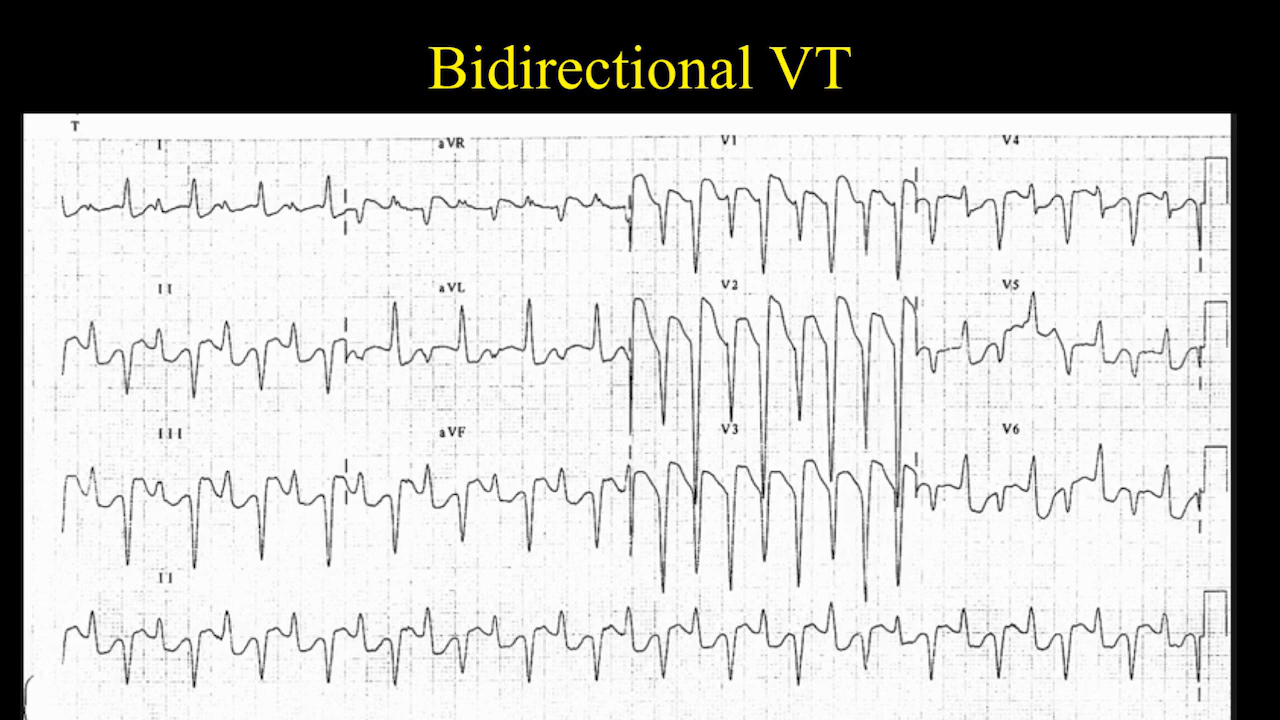 Bidirectional VT
T
I aVR V1 V4
II aVL V2 V5
III aVF V3 V6
II